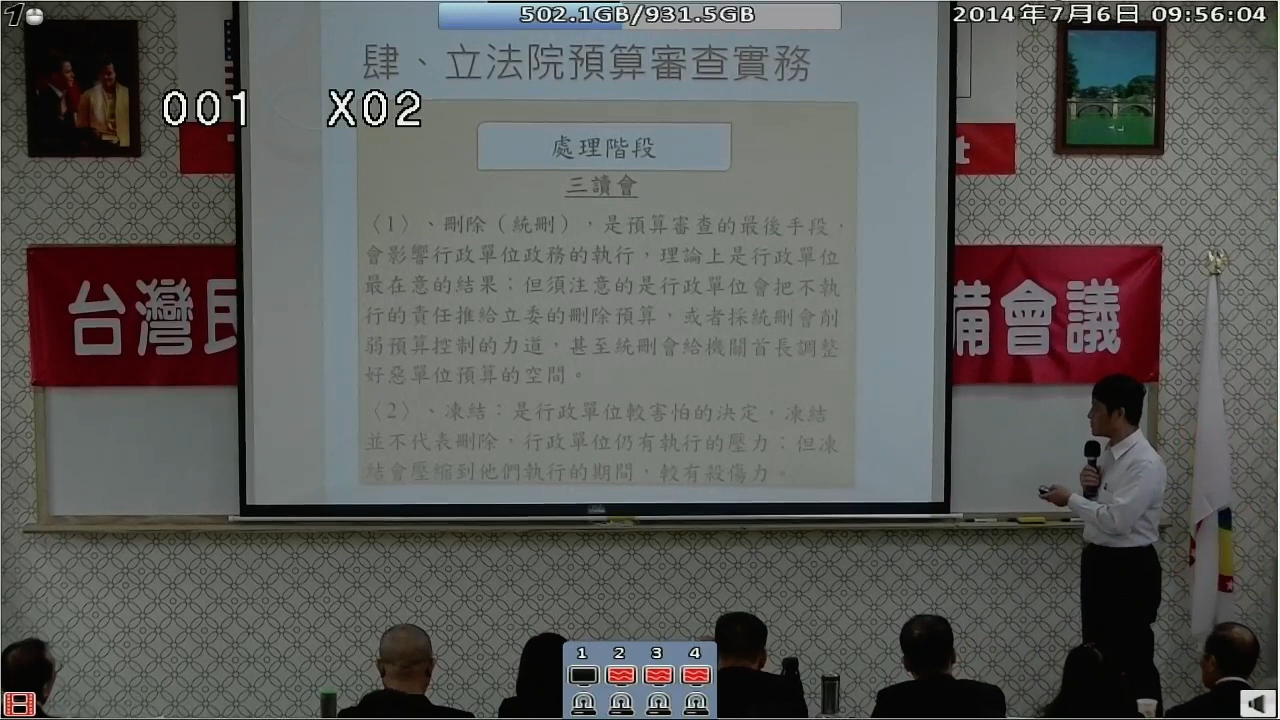 1
502.1GB/931.5GB
2014年7月6日 09:56:04
肆、立法院預算審查實務
001 X02
處理階段
t
三讀會
〈1〉、刪除（統刪），是預算審查的最後手段，
會影響行政單位政務的執行，理論上是行政單位
最在意的結果；但須注意的是行政單位會把不執
行的責任推給立委的刪除預算，或者採統刪會削
弱預算控制的力道，甚至統刪會給機關首長調整
好惡單位預算的空間。
台灣民
備會議
〈2〉、凍結：是行政單位較害怕的決定，凍結
並不代表刪除，行政單位仍有執行的壓力；但凍
結會壓縮到他們執行的期間，較有殺傷力。
1 2 3 4